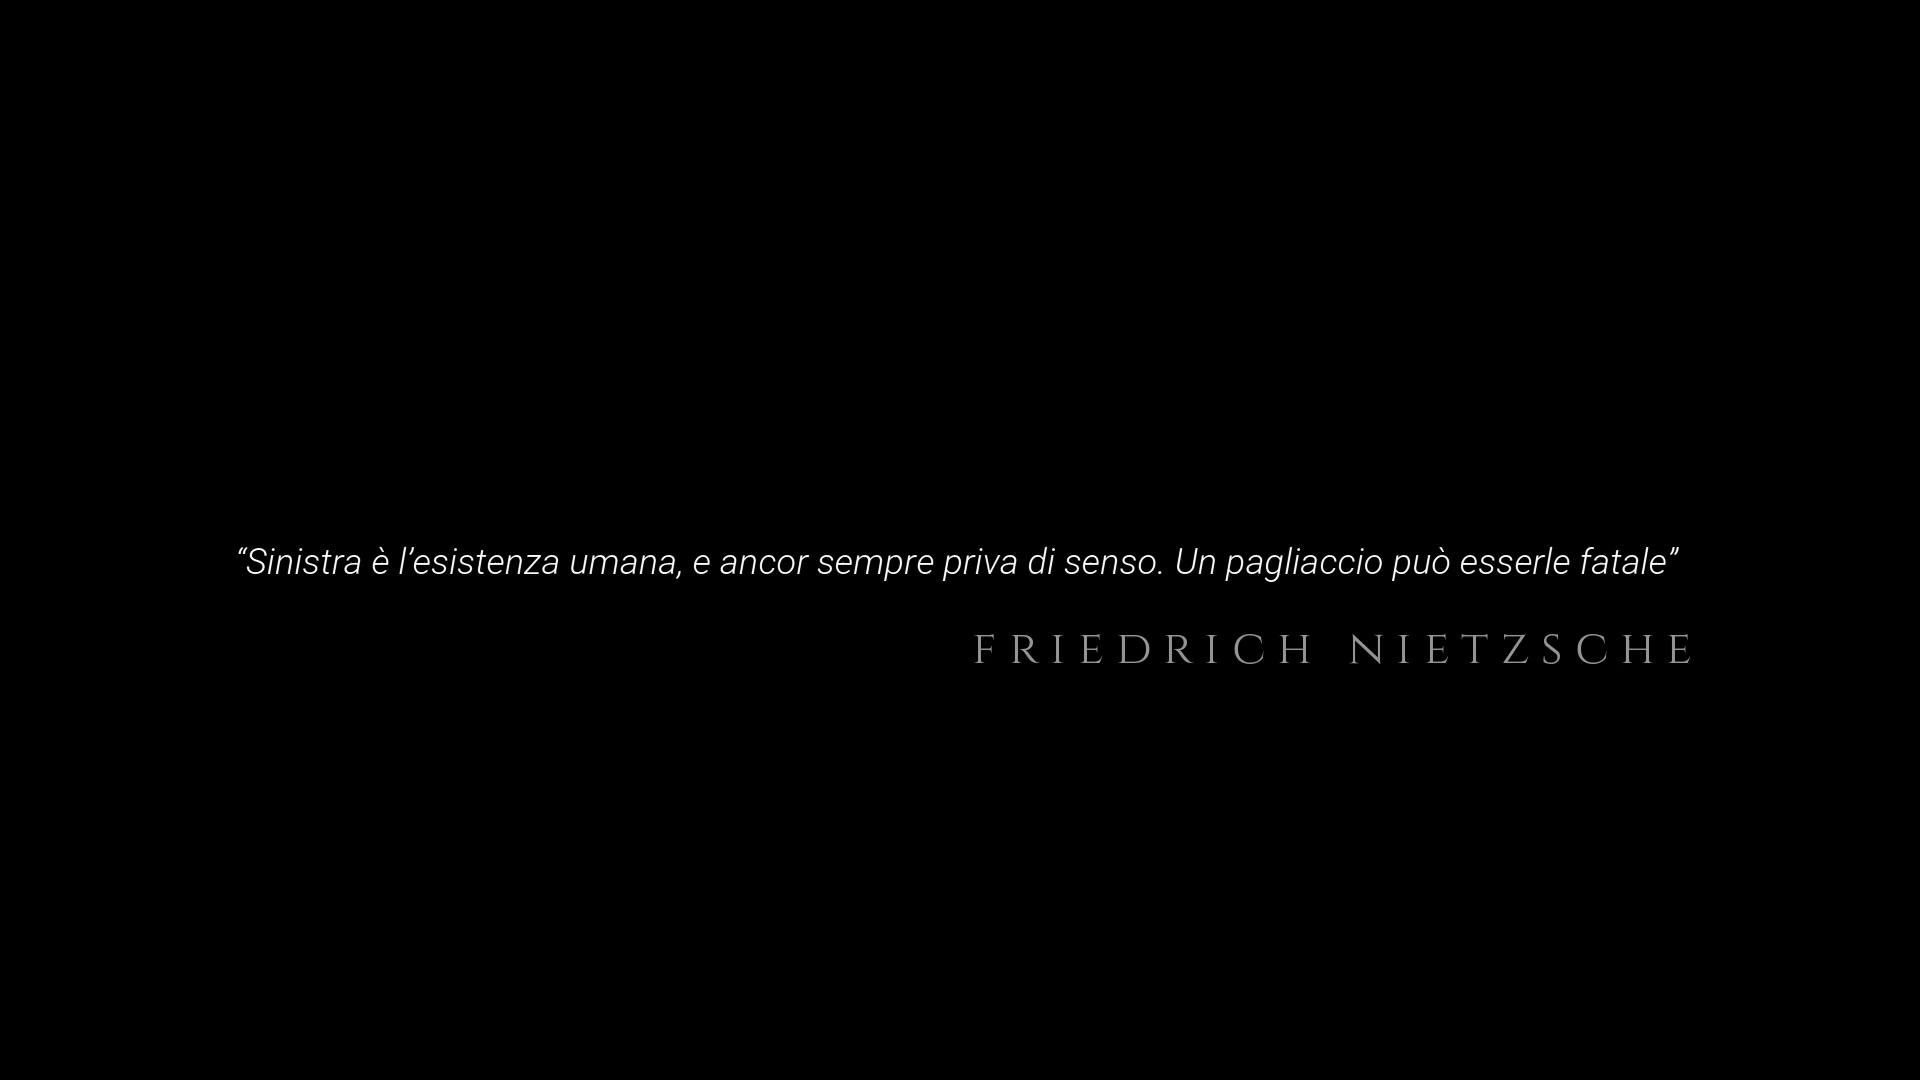 “Sinistra è l’esistenza umana, e ancor sempre priva di senso. Un pagliaccio può esserle fatale”
FRIEDRICH NIETZSCHE